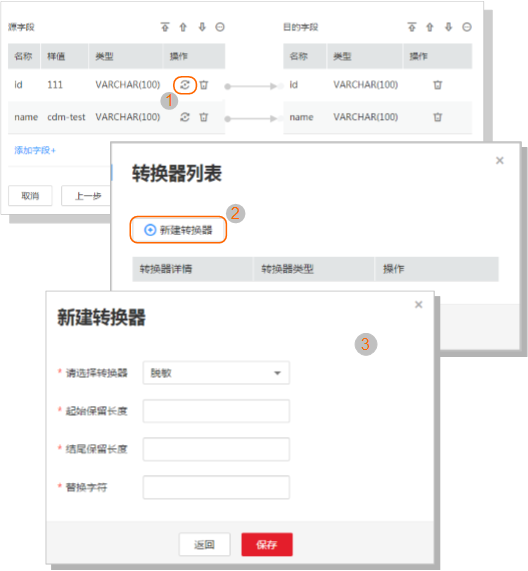 源字段
目的字段
名称 样值 类型 操作
名称 类型 操作
id 111 VARCHAR(100)
id VARCHAR(100)
1
name cdm-test VARCHAR(100)
name VARCHAR(100)
添加字段+
取消 上一步
转换器列表
2
新建转换器
转换器详情 转换器类型 操作
新建转换器
3
* 请选择转换器 脱敏
* 起始保留长度
* 结尾保留长度
* 替换字符
返回 保存